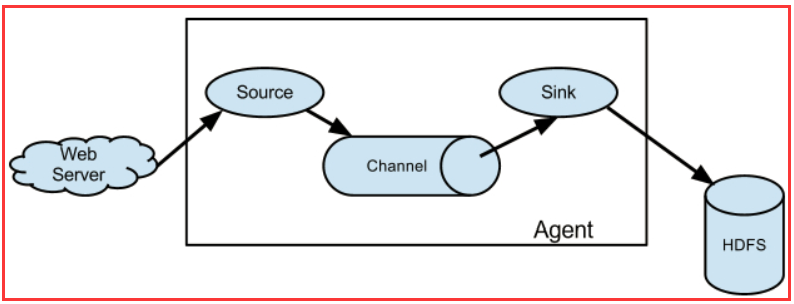 Source
Sink
Web
Server
Channel
Agent
HDFS